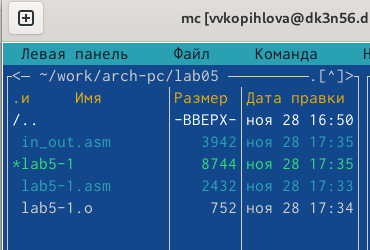 mc [vvkopihlova@dk3n56.d
Левая панель Файл Команда
<— ~/work/arch-pc/lab05 .[^]>
.и Имя Размер Дата правки
/.. -ВВЕРХ- ноя 28 16:50
in_out.asm 3942 ноя 28 17:35
*lab5-1 8744 ноя 28 17:35
lab5-1.asm 2432 ноя 28 17:33
lab5-1.o 752 ноя 28 17:34